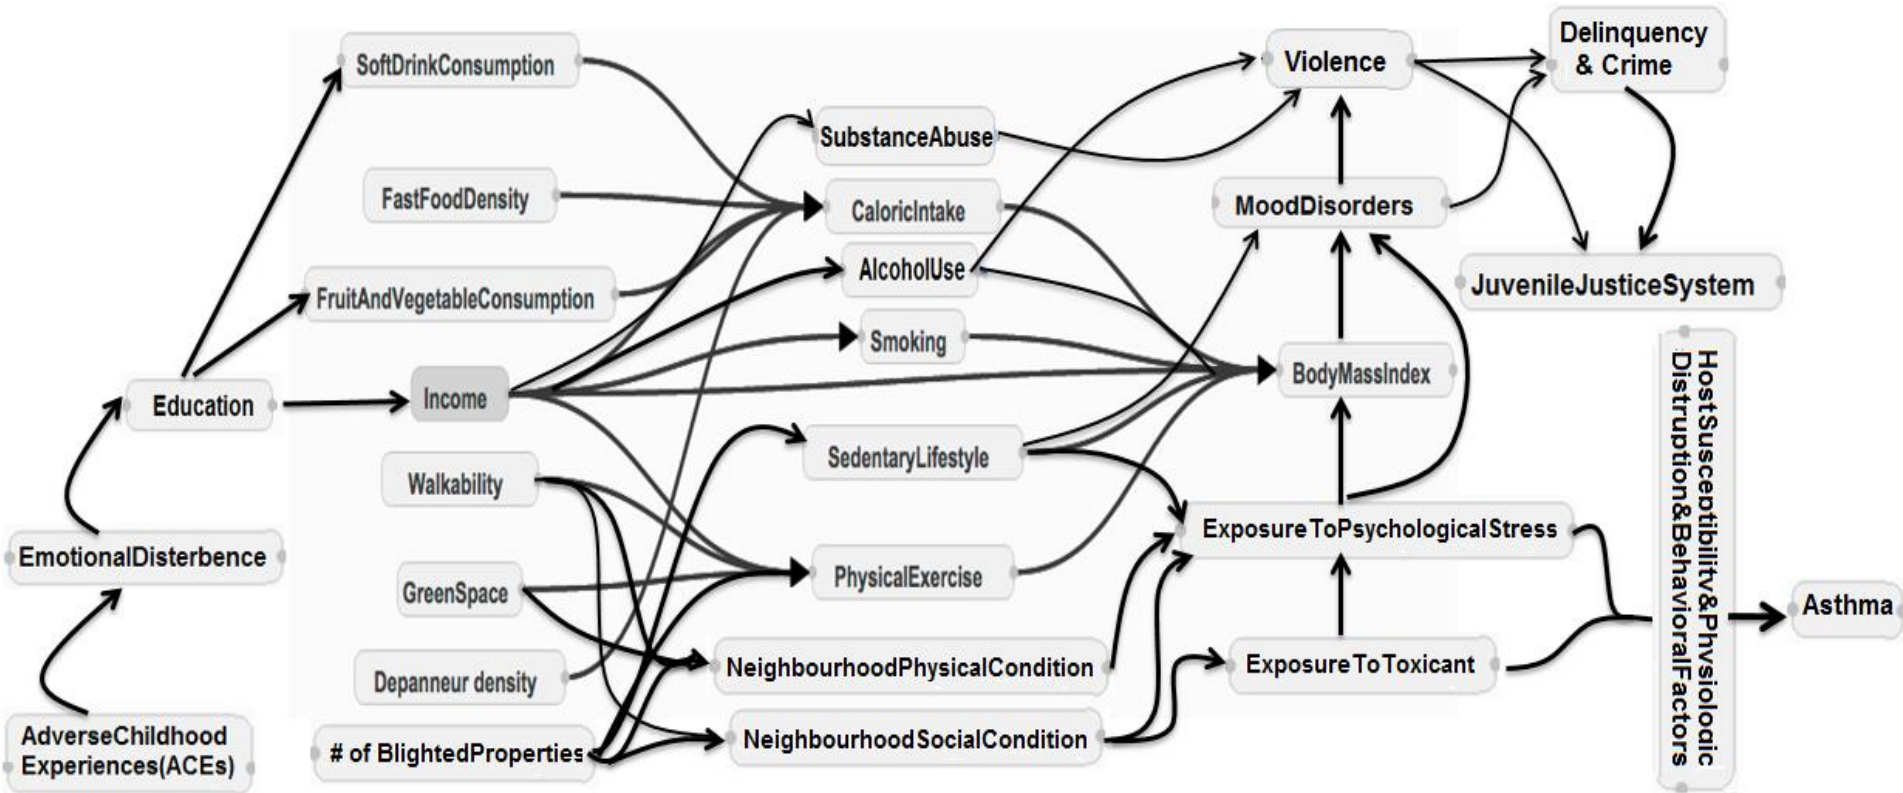 SoftDrinkConsumption
FastFoodDensity
FruitAndVegetableConsumption
Education
Income
Walkability
EmotionalDisterbence
GreenSpace
Depanneur density
AdverseChildhood
Experiences(ACEs)
# of BlightedProperties
SubstanceAbuse
CaloricIntake
AlcoholUse
Smoking
SedentaryLifestyle
PhysicalExercise
NeighbourhoodPhysicalCondition
NeighbourhoodSocialCondition
Violence
MoodDisorders
BodyMassIndex
ExposureToPsychologicalStress
ExposureToToxicant
Delinquency
& Crime
JuvenileJusticeSystem
HostSusceptibility&Physiologic
Distruption&BehavioralFactors
Asthma